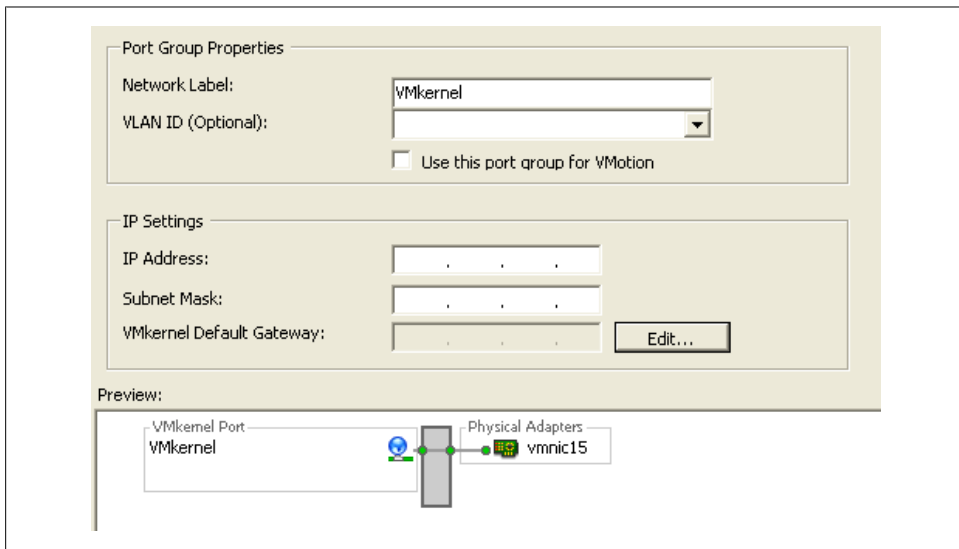 Port Group Properties
Network Label:
VMkernel
VLAN ID (Optional):
Use this port group for VMotion
IP Settings
IP Address:
. . .
Subnet Mask:
. . .
VMkernel Default Gateway:
. . .
Edit...
Preview:
VMkernel Port
VMkernel
Physical Adapters
vmnic15